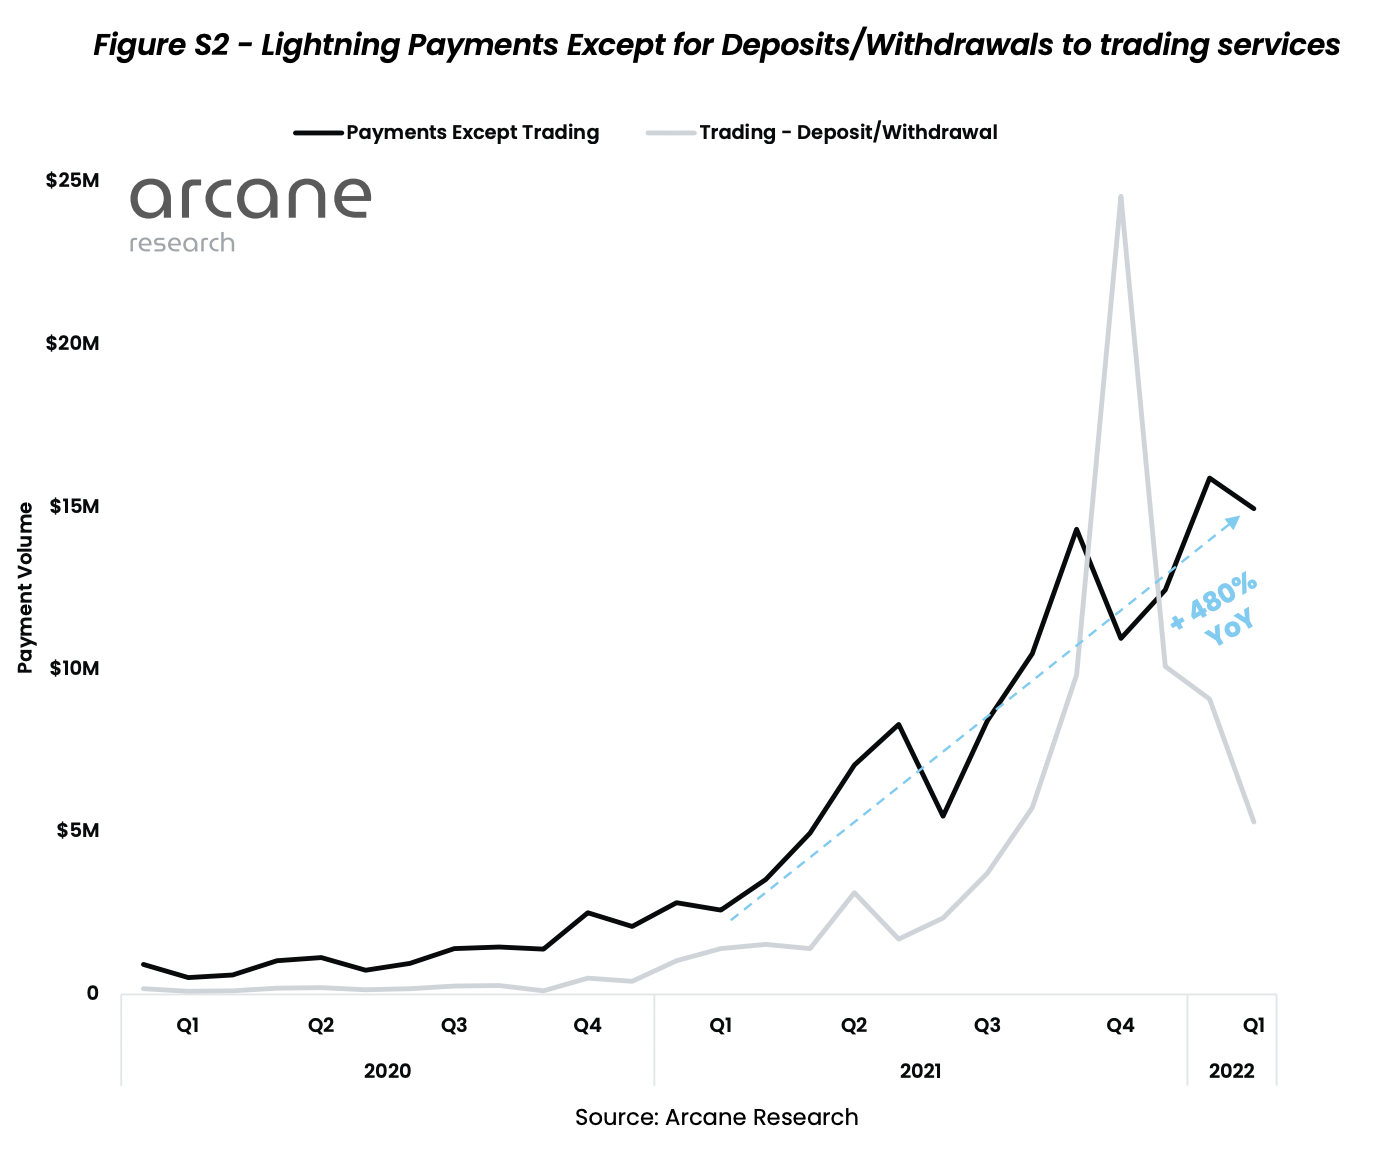 Figure S2 - Lightning Payments Except for Deposits/Withdrawals to trading services
Payments Except Trading
Trading - Deposit/Withdrawal
arcane
research
$25M
$20M
$15M
$10M
$5M
0
Payment Volume
+ 480%
YoY
Q1 Q2 Q3 Q4 Q1 Q2 Q3 Q4 Q1
2020 2021 2022
Source: Arcane Research